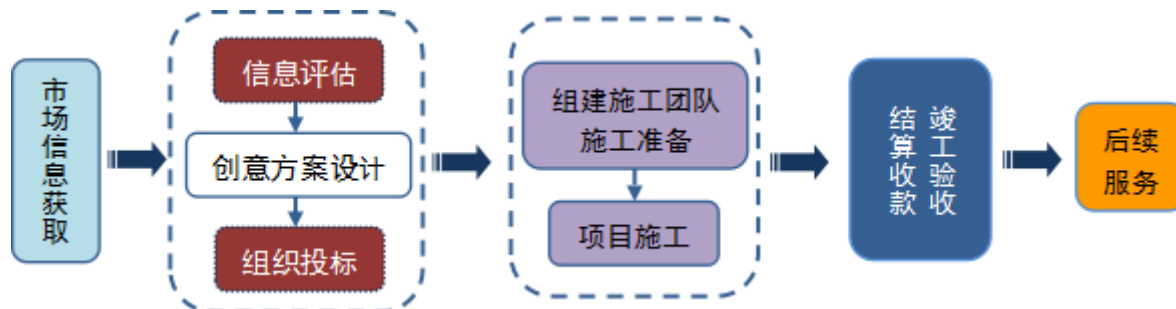 市场信息获取
信息评估
创意方案设计
组织投标
组建施工团队
施工准备
项目施工
竣工验收
结算收款
后续
服务